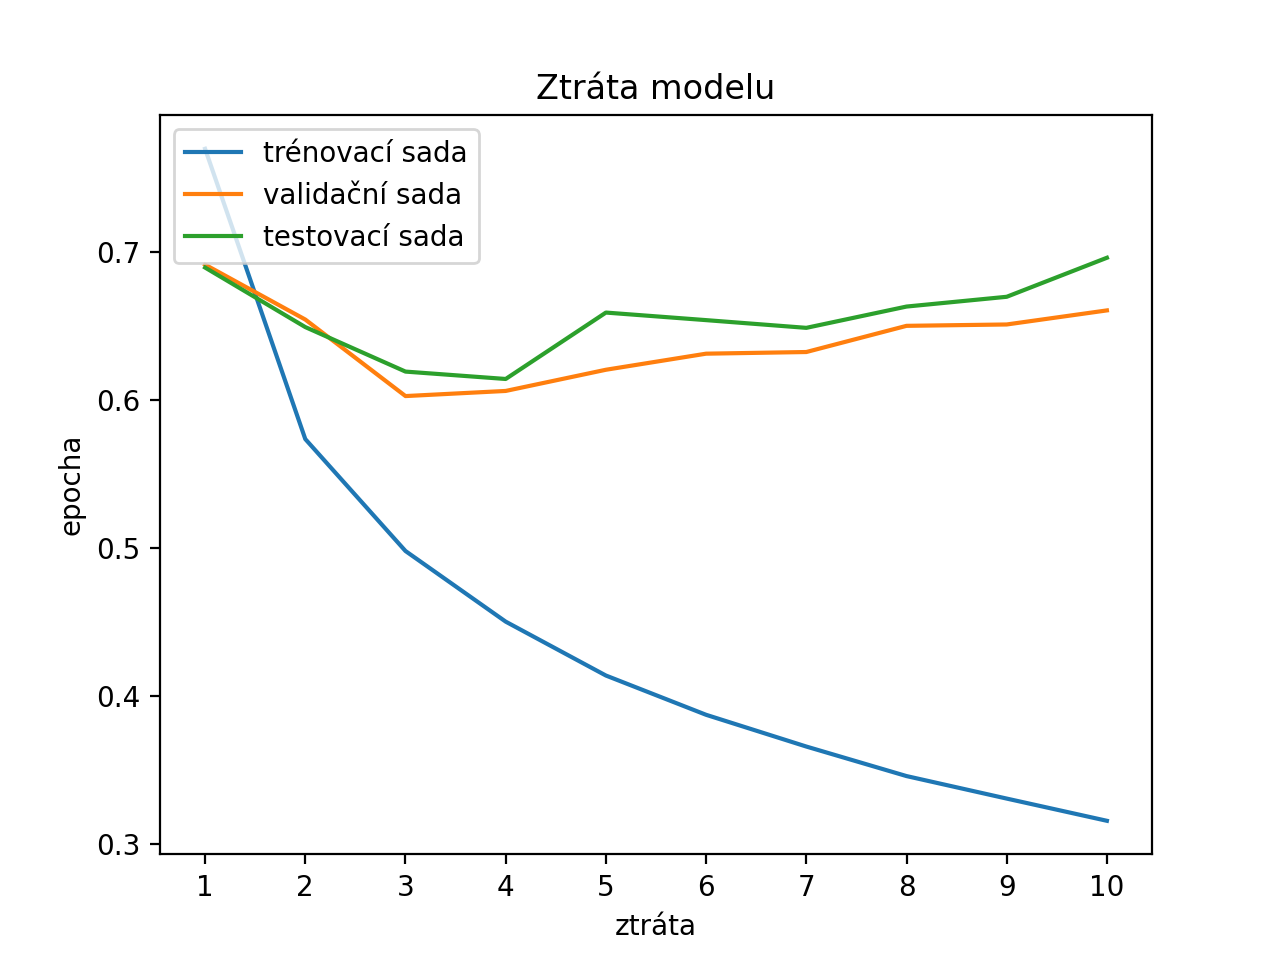 Ztráta modelu
trénovací sada
validační sada
testovací sada
epocha
0.7
0.6
0.5
0.4
0.3
1 2 3 4 5 6 7 8 9 10
ztráta